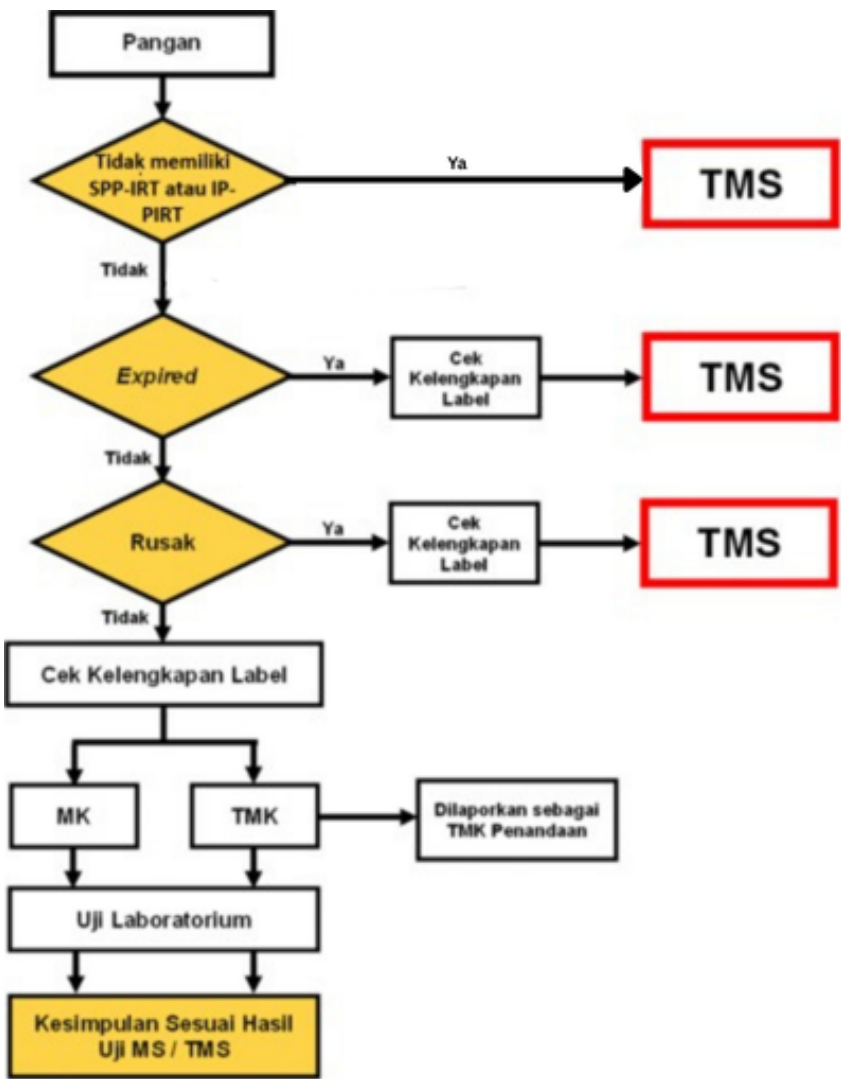 Pangan
Tidak memiliki
SPP-IRT atau IP-
PIRT
Ya
TMS
Tidak
Expired
Ya
Cek
Kelengkapan
Label
TMS
Tidak
Rusak
Ya
Cek
Kelengkapan
Label
TMS
Tidak
Cek Kelengkapan Label
MK
TMK
Dilaporkan sebagai
TMK Penandaan
Uji Laboratorium
Kesimpulan Sesuai Hasil
Uji MS / TMS